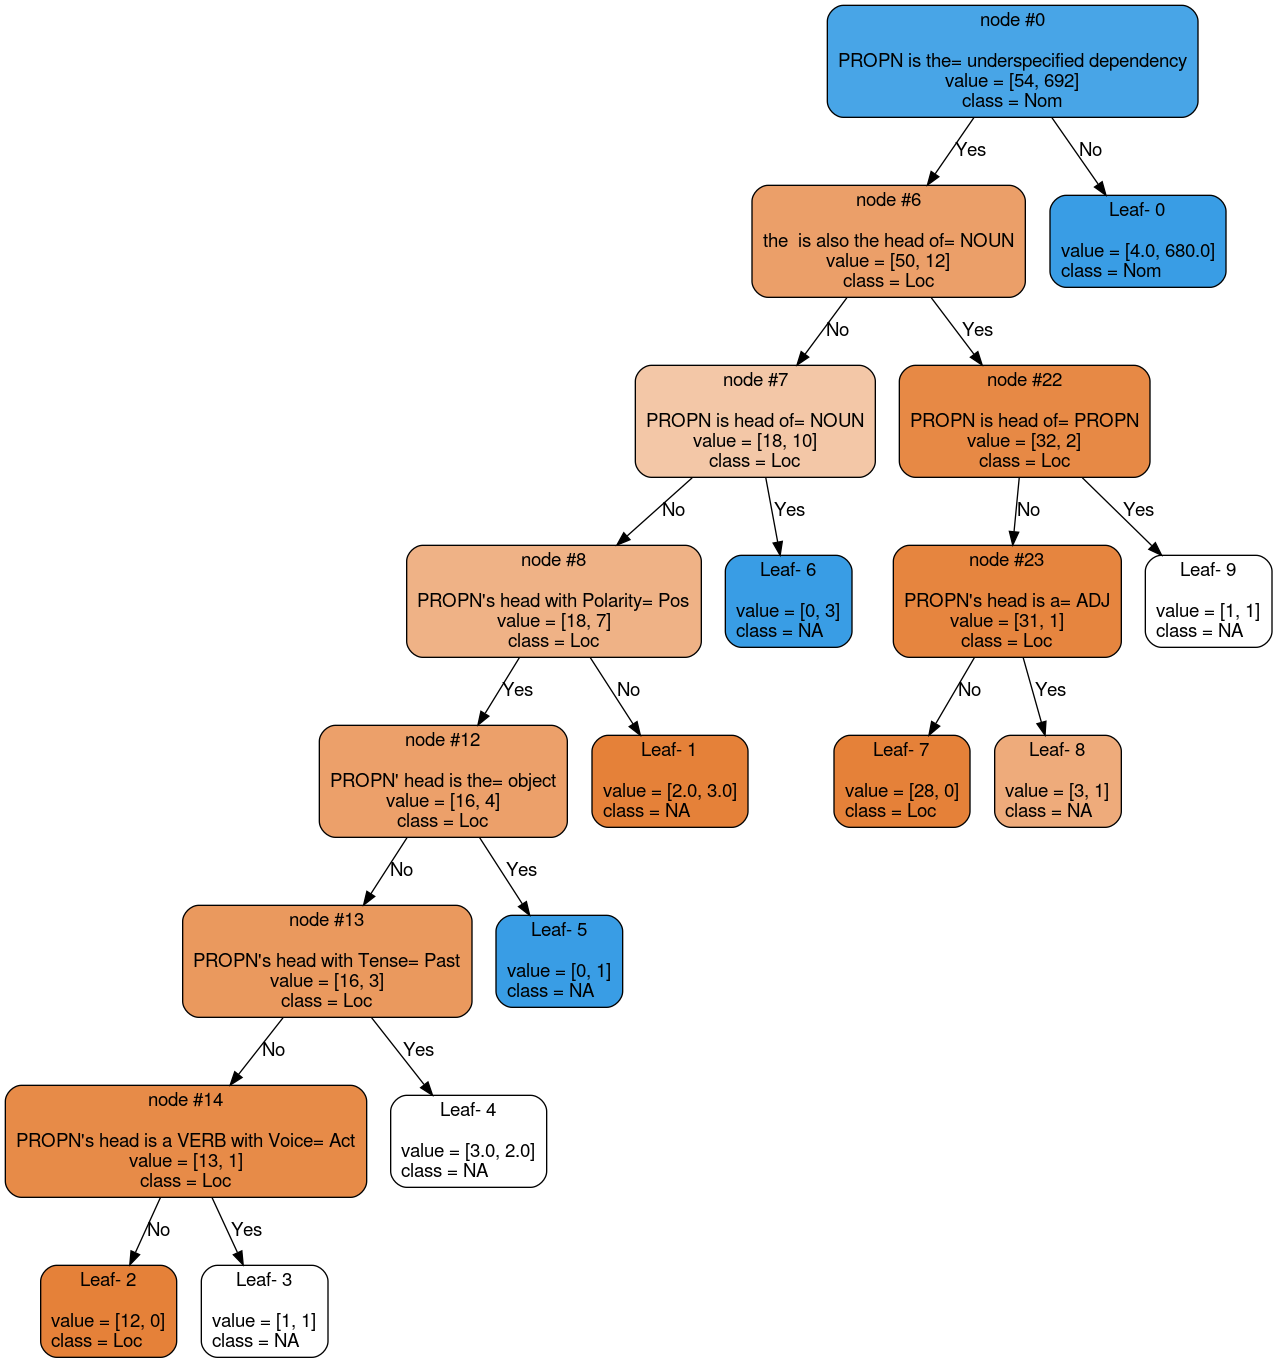 node #0
PROPN is the= underspecified dependency
value = [54, 692]
class = Nom
Yes
No
node #6
the  is also the head of= NOUN
value = [50, 12]
class = Loc
Leaf- 0
value = [4.0, 680.0]
class = Nom
No
Yes
node #7
PROPN is head of= NOUN
value = [18, 10]
class = Loc
node #22
PROPN is head of= PROPN
value = [32, 2]
class = Loc
No
Yes
No
Yes
node #8
PROPN's head with Polarity= Pos
value = [18, 7]
class = Loc
Leaf- 6
value = [0, 3]
class = NA
node #23
PROPN's head is a= ADJ
value = [31, 1]
class = Loc
Leaf- 9
value = [1, 1]
class = NA
Yes
No
No
Yes
node #12
PROPN' head is the= object
value = [16, 4]
class = Loc
Leaf- 1
value = [2.0, 3.0]
class = NA
Leaf- 7
value = [28, 0]
class = Loc
Leaf- 8
value = [3, 1]
class = NA
No
Yes
node #13
PROPN's head with Tense= Past
value = [16, 3]
class = Loc
Leaf- 5
value = [0, 1]
class = NA
No
Yes
node #14
PROPN's head is a VERB with Voice= Act
value = [13, 1]
class = Loc
Leaf- 4
value = [3.0, 2.0]
class = NA
No
Yes
Leaf- 2
value = [12, 0]
class = Loc
Leaf- 3
value = [1, 1]
class = NA